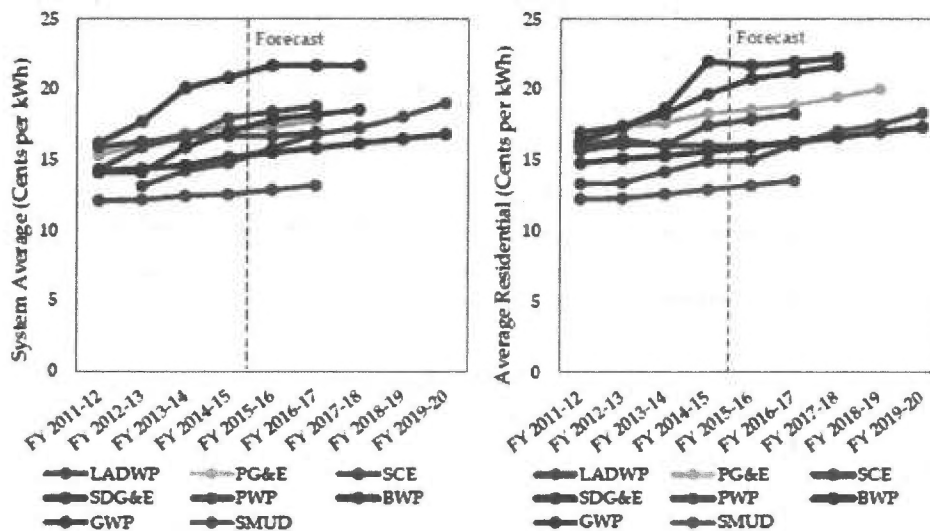 System Average (Cents per kWh)
25
20
15
10
5
0
Forecast
FY 2011-12
FY 2012-13
FY 2013-14
FY 2014-15
FY 2015-16
FY 2016-17
FY 2017-18
FY 2018-19
FY 2019-20
LADWP PG&E SCE
SDG&E PWP BWP
GWP SMUD
Average Residential (Cents per kWh)
25
20
15
10
5
0
Forecast
FY 2011-12
FY 2012-13
FY 2013-14
FY 2014-15
FY 2015-16
FY 2016-17
FY 2017-18
FY 2018-19
FY 2019-20
LADWP PG&E SCE
SDG&E PWP BWP
GWP SMUD